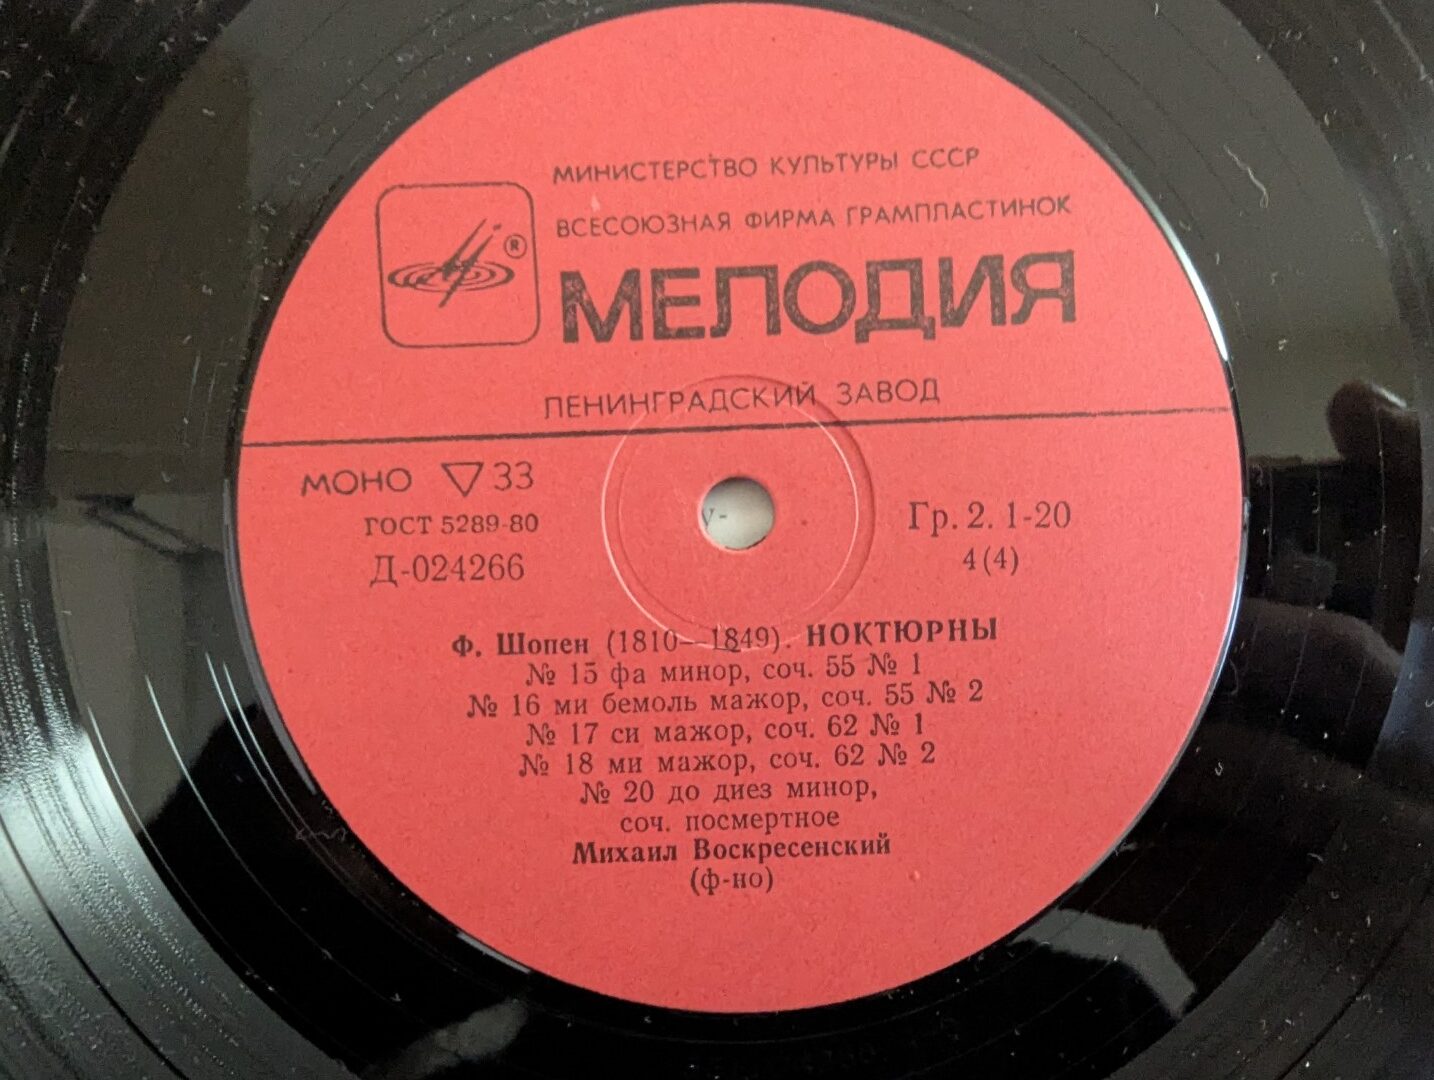 МИНИСТЕРСТВО КУЛЬТУРЫ СССР
ВСЕСОЮЗНАЯ ФИРМА ГРАМПЛАСТИНОК
®
МЕЛОДИЯ
ЛЕНИНГРАДСКИЙ ЗАВОД
МОНО ▽ 33
ГОСТ 5289-80
Д-024266
Гр. 2. 1-20
4 (4)
Ф. Шопен (1810—1849). НОКТЮРНЫ
№ 15 фа минор, соч. 55 № 1
№ 16 ми бемоль мажор, соч. 55 № 2
№ 17 си мажор, соч. 62 № 1
№ 18 ми мажор, соч. 62 № 2
№ 20 до диез минор,
соч. посмертное
Михаил Воскресенский
(ф-но)